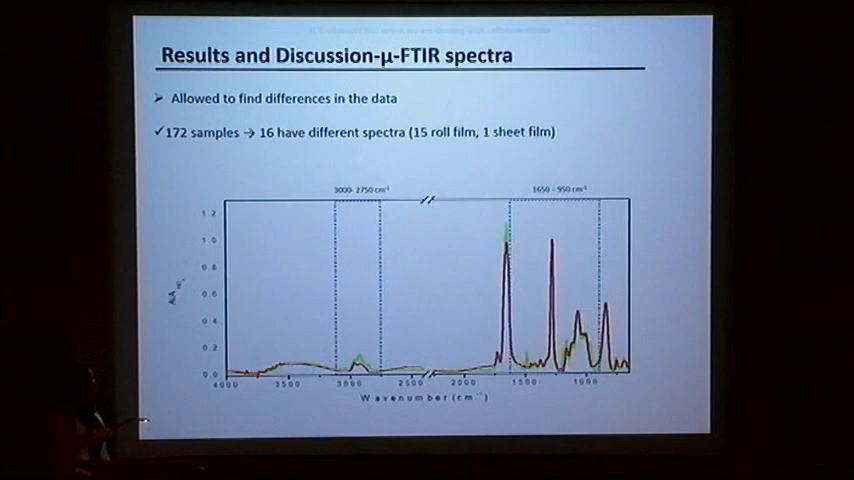 Results and Discussion-μ-FTIR spectra
➢ Allowed to find differences in the data
✓172 samples → 16 have different spectra (15 roll film, 1 sheet film)
3000- 2750 cm⁻¹
1650 – 950 cm⁻¹
1.2
1.0
0.8
0.6
0.4
0.2
0.0
4000 3500 3000 2500 2000 1500 1000
Wavenumber (cm⁻¹)